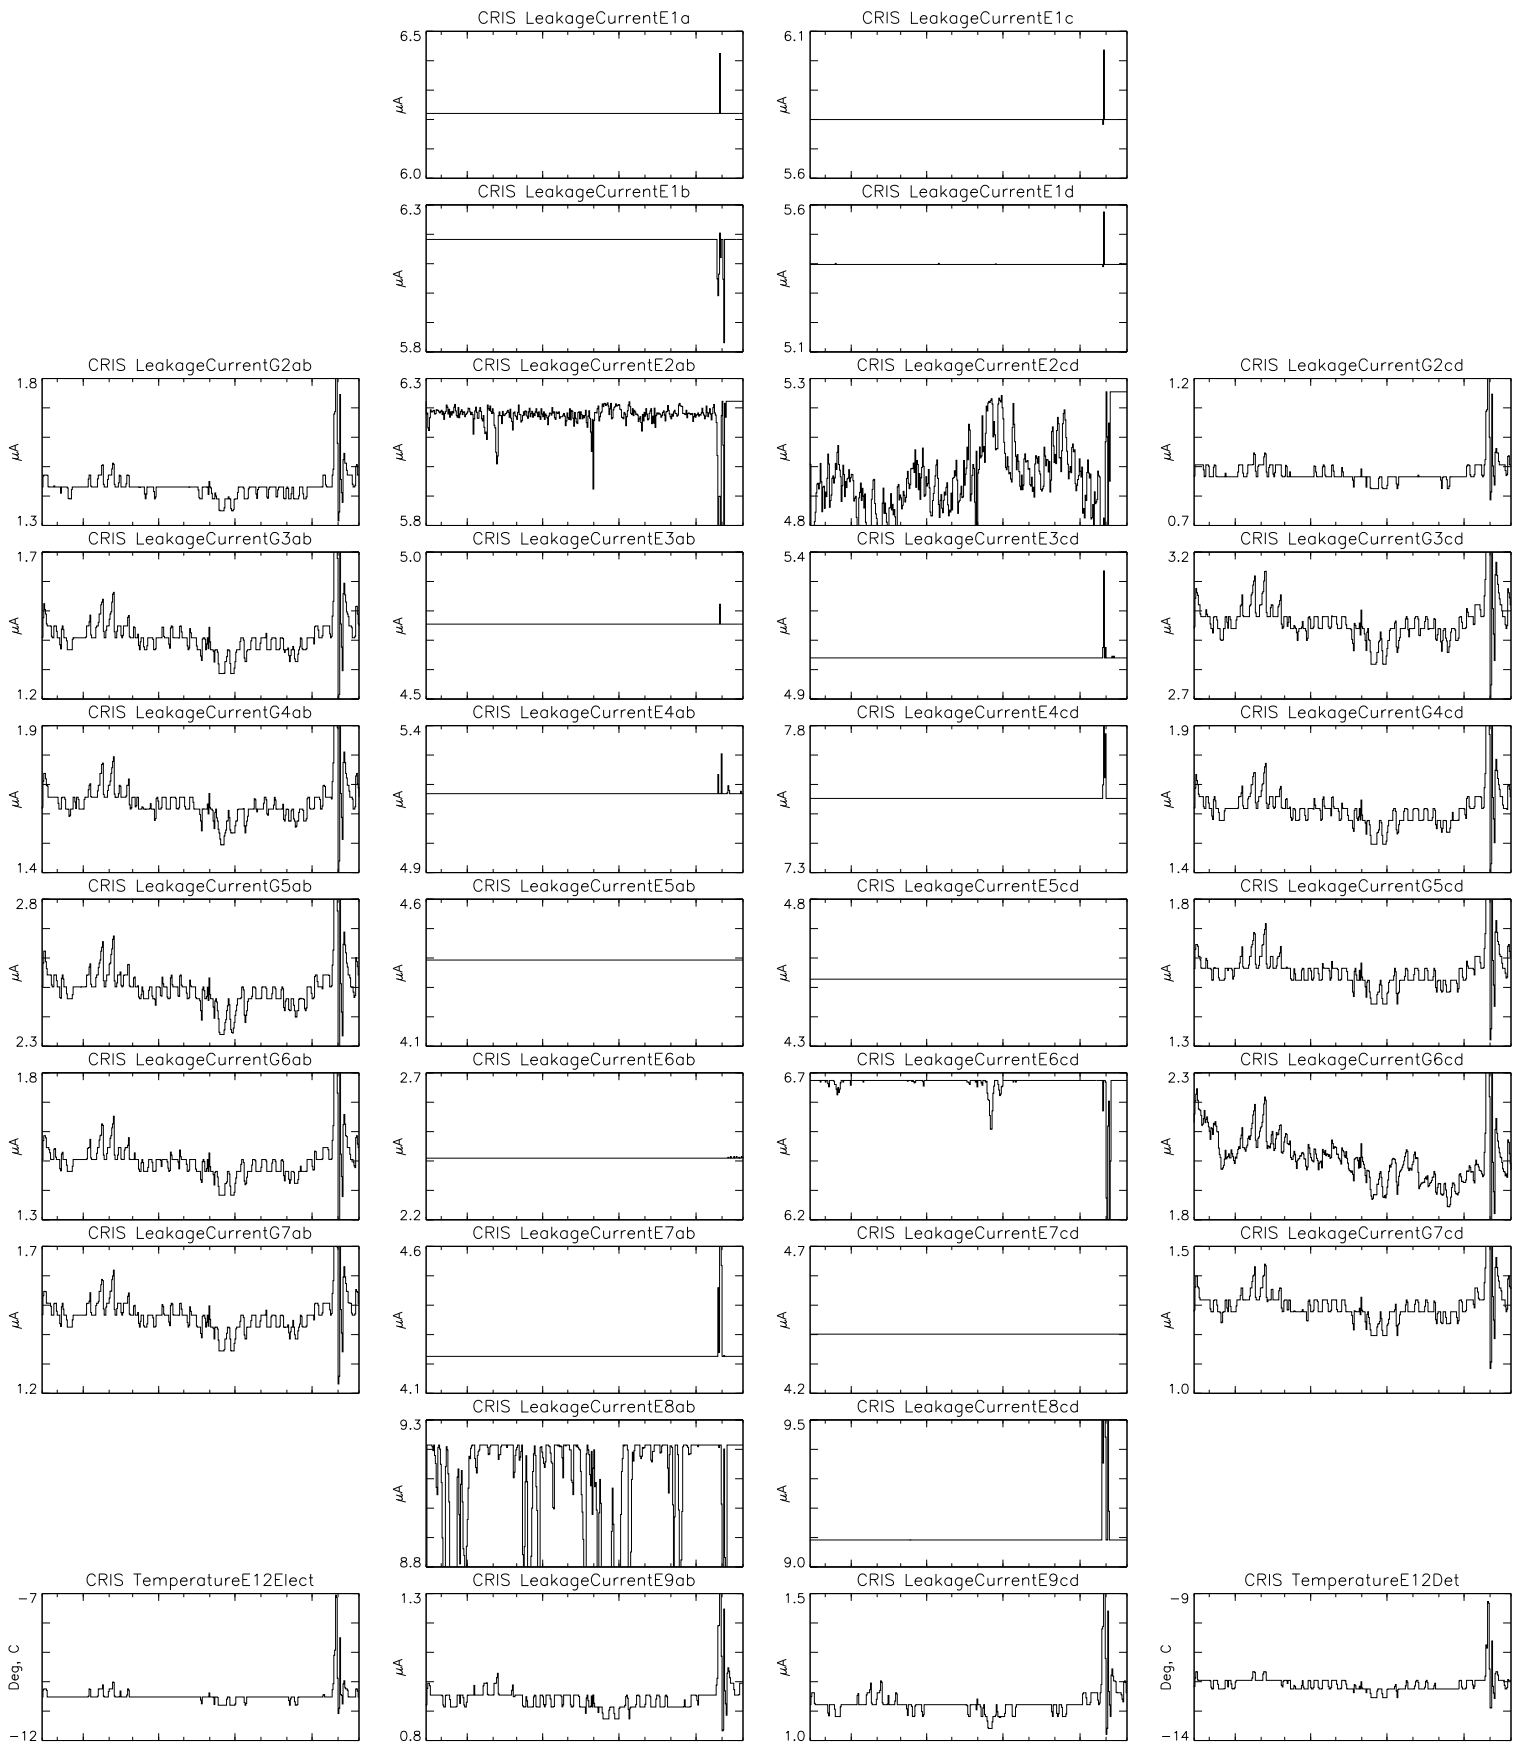 CRIS LeakageCurrentE1a
6.5
μA
6.0
CRIS LeakageCurrentE1c
6.1
μA
5.6
CRIS LeakageCurrentE1b
6.3
μA
5.8
CRIS LeakageCurrentE1d
5.6
μA
5.1
CRIS LeakageCurrentG2ab
1.8
μA
1.3
CRIS LeakageCurrentE2ab
6.3
μA
5.8
CRIS LeakageCurrentE2cd
5.3
μA
4.8
CRIS LeakageCurrentG2cd
1.2
μA
0.7
CRIS LeakageCurrentG3ab
1.7
μA
1.2
CRIS LeakageCurrentE3ab
5.0
μA
4.5
CRIS LeakageCurrentE3cd
5.4
μA
4.9
CRIS LeakageCurrentG3cd
3.2
μA
2.7
CRIS LeakageCurrentG4ab
1.9
μA
1.4
CRIS LeakageCurrentE4ab
5.4
μA
4.9
CRIS LeakageCurrentE4cd
7.8
μA
7.3
CRIS LeakageCurrentG4cd
1.9
μA
1.4
CRIS LeakageCurrentG5ab
2.8
μA
2.3
CRIS LeakageCurrentE5ab
4.6
μA
4.1
CRIS LeakageCurrentE5cd
4.8
μA
4.3
CRIS LeakageCurrentG5cd
1.8
μA
1.3
CRIS LeakageCurrentG6ab
1.8
μA
1.3
CRIS LeakageCurrentE6ab
2.7
μA
2.2
CRIS LeakageCurrentE6cd
6.7
μA
6.2
CRIS LeakageCurrentG6cd
2.3
μA
1.8
CRIS LeakageCurrentG7ab
1.7
μA
1.2
CRIS LeakageCurrentE7ab
4.6
μA
4.1
CRIS LeakageCurrentE7cd
4.7
μA
4.2
CRIS LeakageCurrentG7cd
1.5
μA
1.0
CRIS LeakageCurrentE8ab
9.3
μA
8.8
CRIS LeakageCurrentE8cd
9.5
μA
9.0
CRIS TemperatureE12Elect
-7
Deg, C
-12
CRIS LeakageCurrentE9ab
1.3
μA
0.8
CRIS LeakageCurrentE9cd
1.5
μA
1.0
CRIS TemperatureE12Det
-9
Deg, C
-14